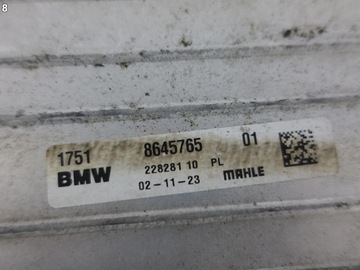 8
1751 8645765 01
BMW 228281 10 PL
02-11-23 MAHLE